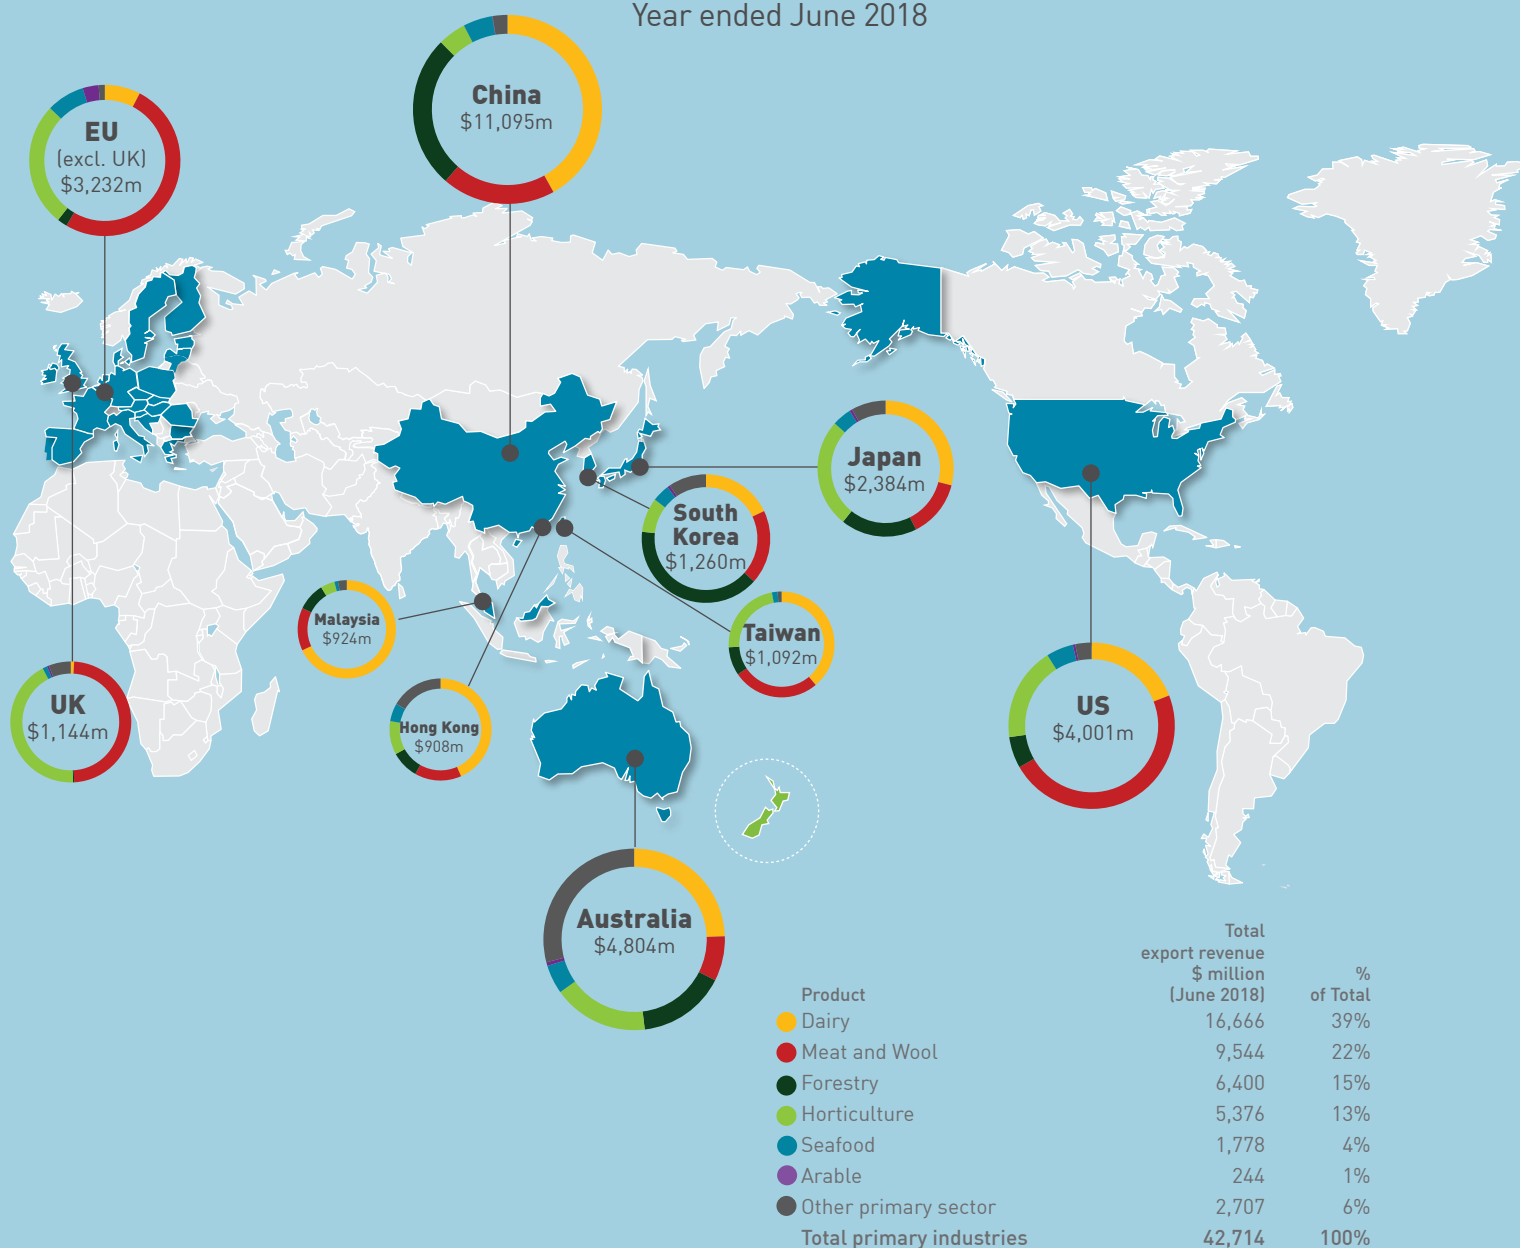 Year ended June 2018
China
$11,095m
EU
(excl. UK)
$3,232m
Japan
$2,384m
South
Korea
$1,260m
Malaysia
$924m
Taiwan
$1,092m
UK
$1,144m
Hong Kong
$908m
US
$4,001m
Australia
$4,804m
Total
export revenue
$ million %
Product (June 2018) of Total
Dairy 16,666 39%
Meat and Wool 9,544 22%
Forestry 6,400 15%
Horticulture 5,376 13%
Seafood 1,778 4%
Arable 244 1%
Other primary sector 2,707 6%
Total primary industries 42,714 100%